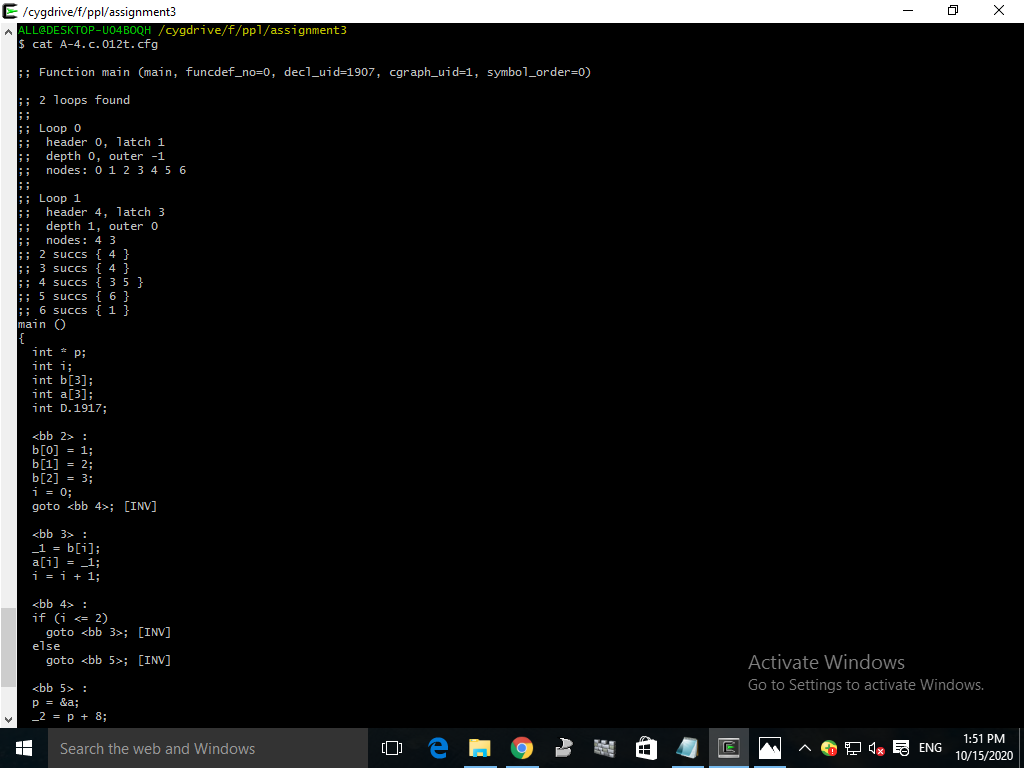 /cygdrive/f/ppl/assignment3
ALL@DESKTOP-U04BOQH /cygdrive/f/ppl/assignment3
$ cat A-4.c.012t.cfg
;; Function main (main, funcdef_no=0, decl_uid=1907, cgraph_uid=1, symbol_order=0)
;; 2 loops found
;;
;; Loop 0
;;  header 0, latch 1
;;  depth 0, outer -1
;;  nodes: 0 1 2 3 4 5 6
;;
;; Loop 1
;;  header 4, latch 3
;;  depth 1, outer 0
;;  nodes: 4 3
;; 2 succs { 4 }
;; 3 succs { 4 }
;; 4 succs { 3 5 }
;; 5 succs { 6 }
;; 6 succs { 1 }
main ()
{
  int * p;
  int i;
  int b[3];
  int a[3];
  int D.1917;
  <bb 2> :
  b[0] = 1;
  b[1] = 2;
  b[2] = 3;
  i = 0;
  goto <bb 4>; [INV]
  <bb 3> :
  _1 = b[i];
  a[i] = _1;
  i = i + 1;
  <bb 4> :
  if (i <= 2)
    goto <bb 3>; [INV]
  else
    goto <bb 5>; [INV]
  <bb 5> :
  p = &a;
  _2 = p + 8;
Activate Windows
Go to Settings to activate Windows.
Search the web and Windows
ENG
1:51 PM
10/15/2020